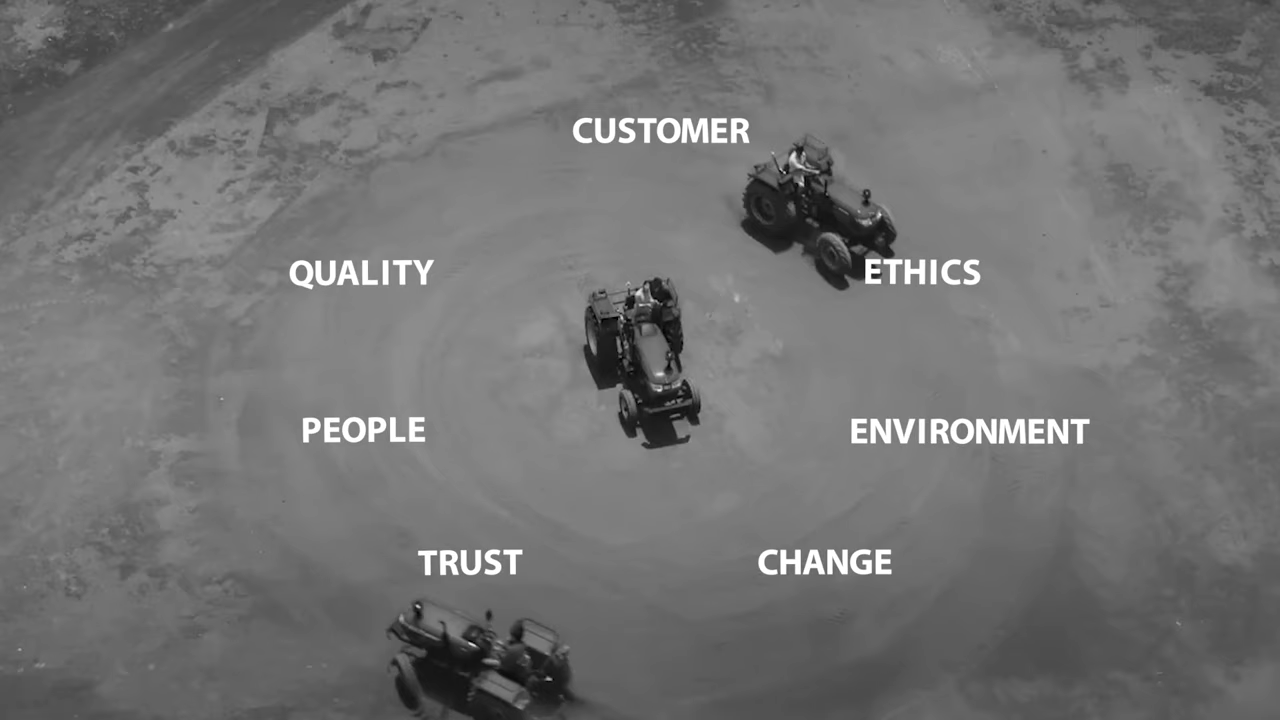 CUSTOMER
QUALITY
ETHICS
PEOPLE
ENVIRONMENT
TRUST
CHANGE